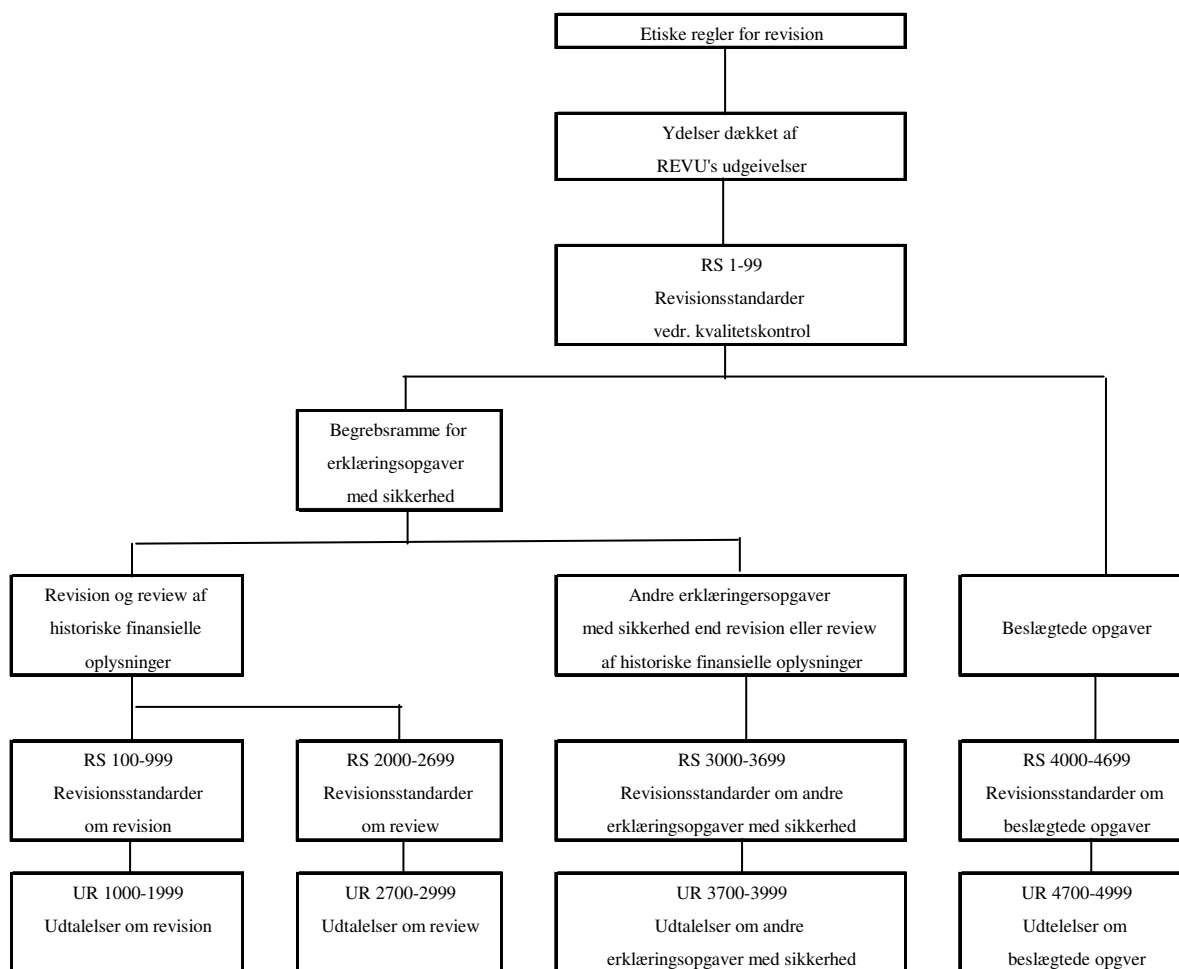 Etiske regler for revision
Ydelser dækket af
REVU's udgeivelser
RS 1-99
Revisionsstandarder
vedr. kvalitetskontrol
Begrebsramme for
erklæringsopgaver
med sikkerhed
Revision og review af
historiske finansielle
oplysninger
Andre erklæringersopgaver
med sikkerhed end revision eller review
af historiske finansielle oplysninger
Beslægtede opgaver
RS 100-999
Revisionsstandarder
om revision
RS 2000-2699
Revisionsstandarder
om review
RS 3000-3699
Revisionsstandarder om andre
erklæringsopgaver med sikkerhed
RS 4000-4699
Revisionsstandarder om
beslægtede opgaver
UR 1000-1999
Udtalelser om revision
UR 2700-2999
Udtalelser om review
UR 3700-3999
Udtalelser om andre
erklæringsopgaver med sikkerhed
UR 4700-4999
Udtelelser om
beslægtede opgver